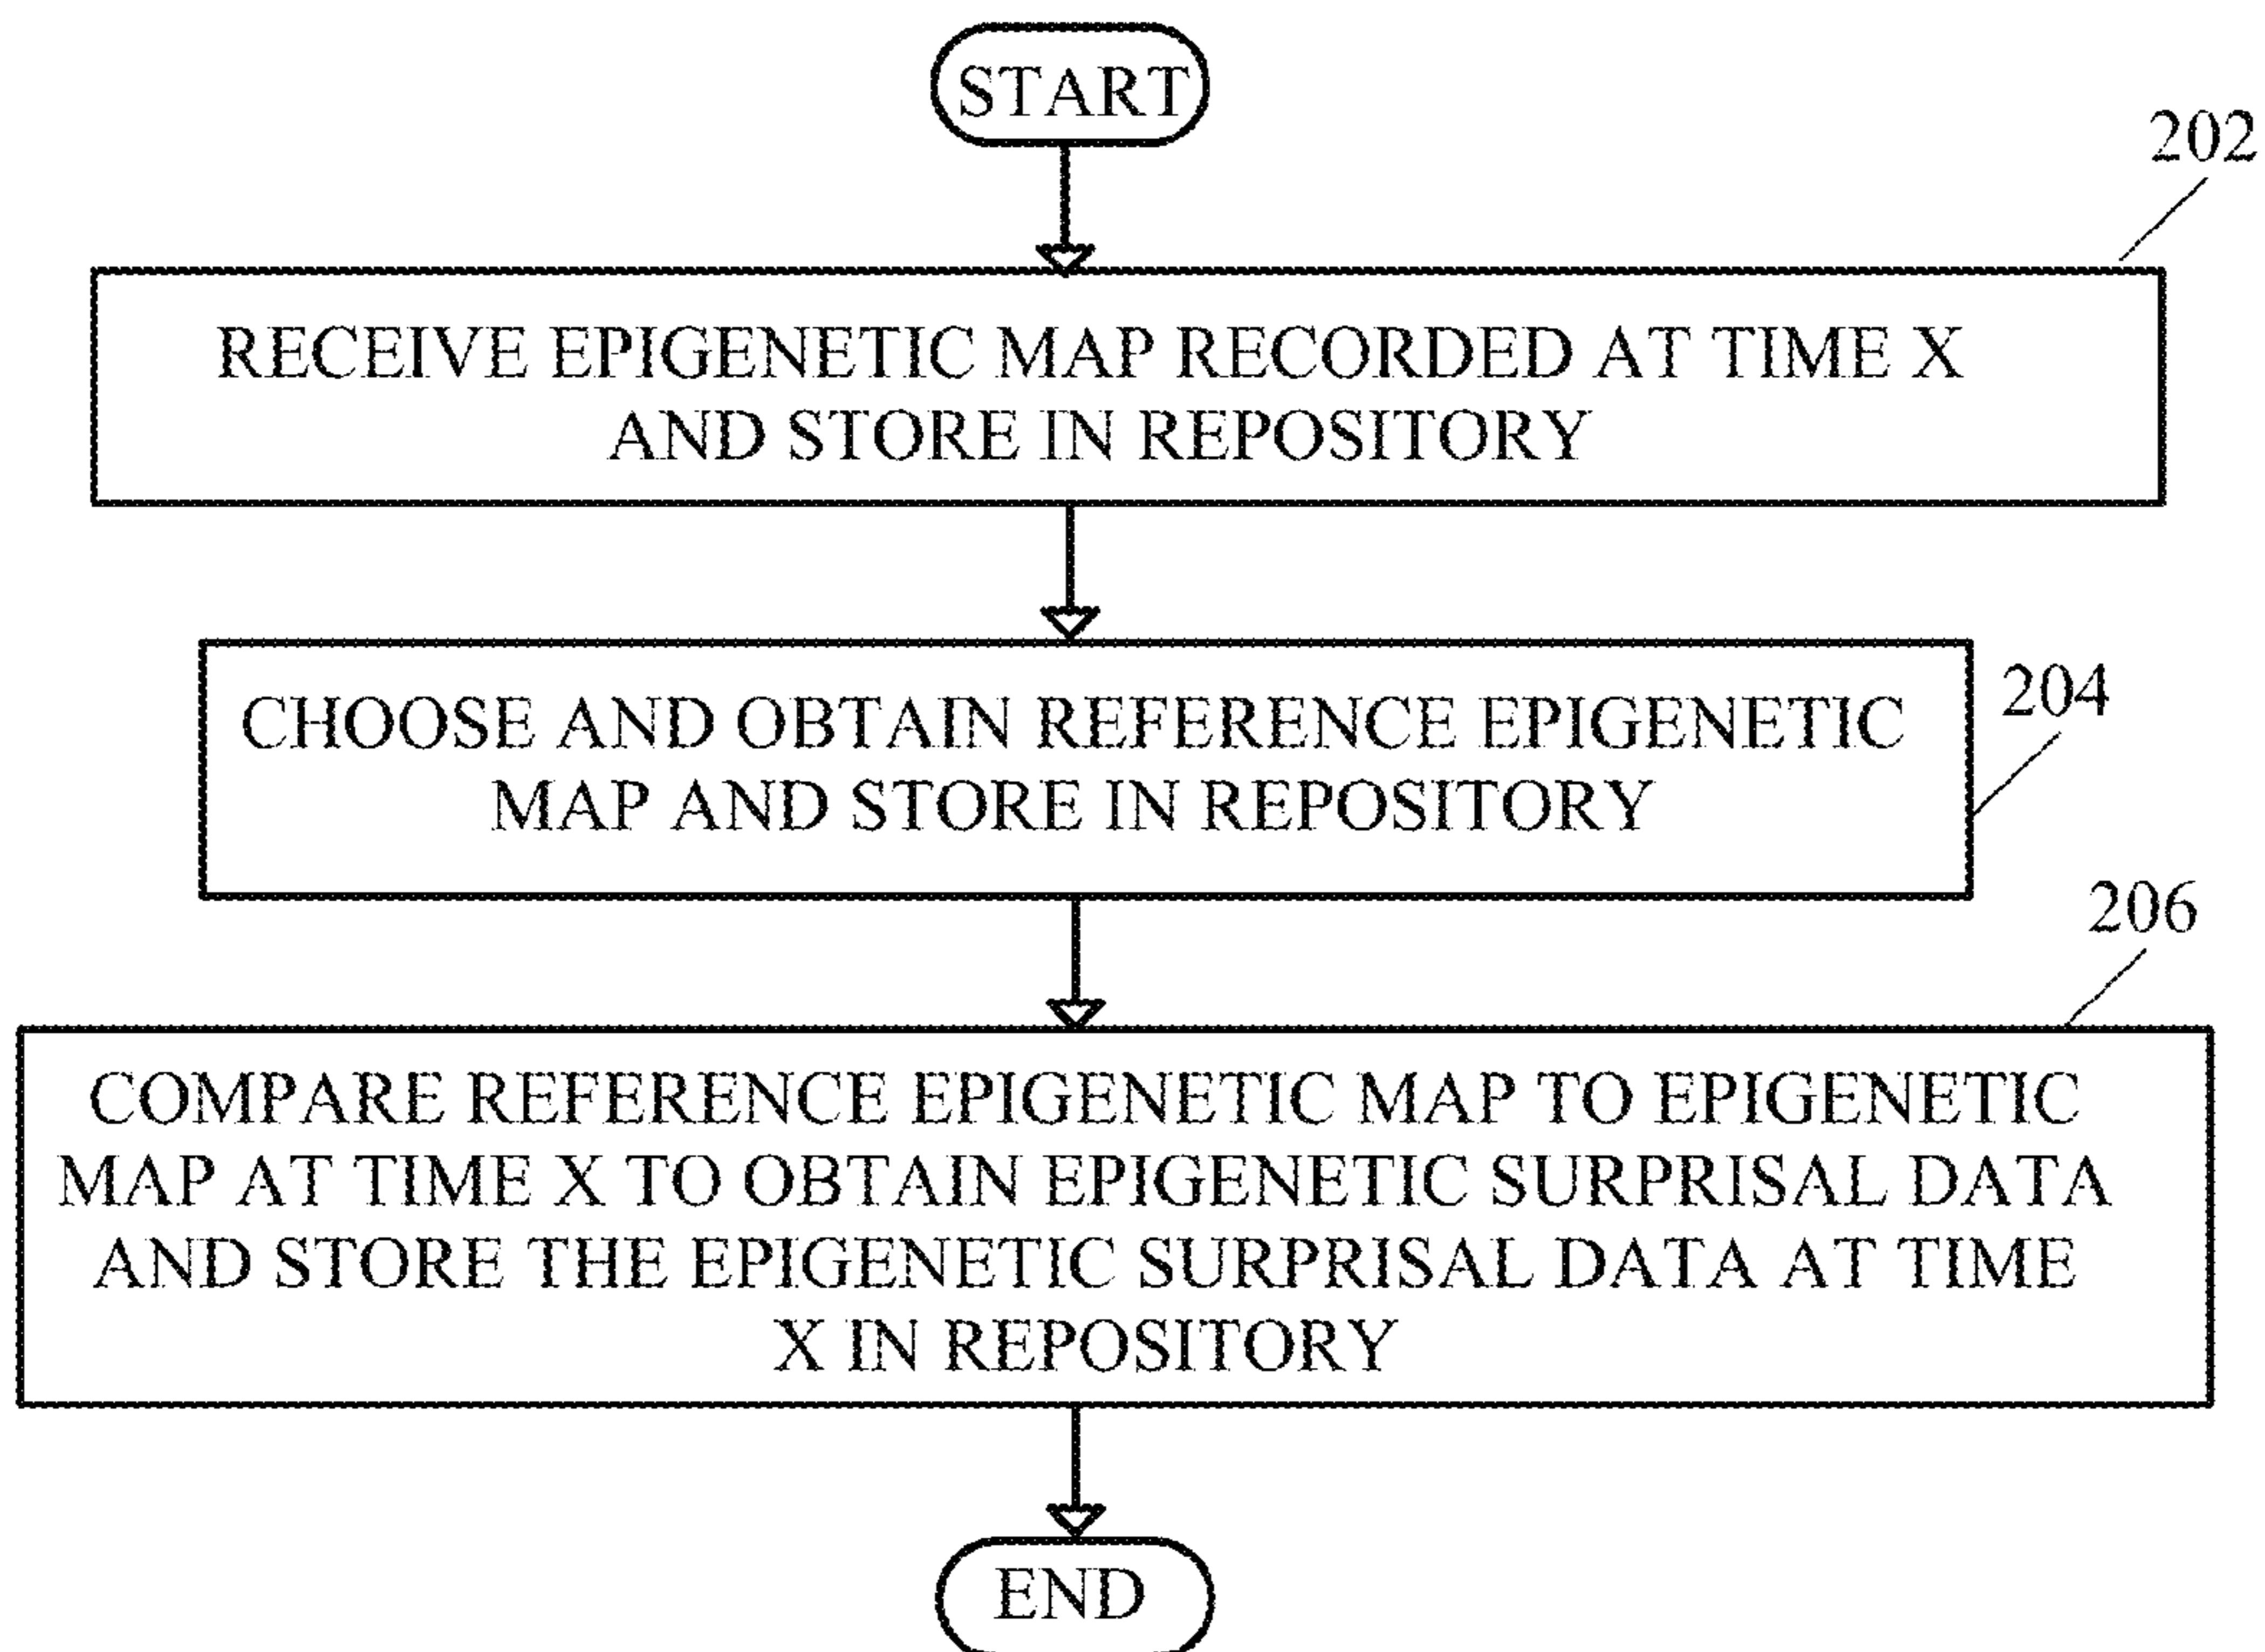 START
202
RECEIVE EPIGENETIC MAP RECORDED AT TIME X
AND STORE IN REPOSITORY
204
CHOOSE AND OBTAIN REFERENCE EPIGENETIC
MAP AND STORE IN REPOSITORY
206
COMPARE REFERENCE EPIGENETIC MAP TO EPIGENETIC
MAP AT TIME X TO OBTAIN EPIGENETIC SURPRISAL DATA
AND STORE THE EPIGENETIC SURPRISAL DATA AT TIME
X IN REPOSITORY
END